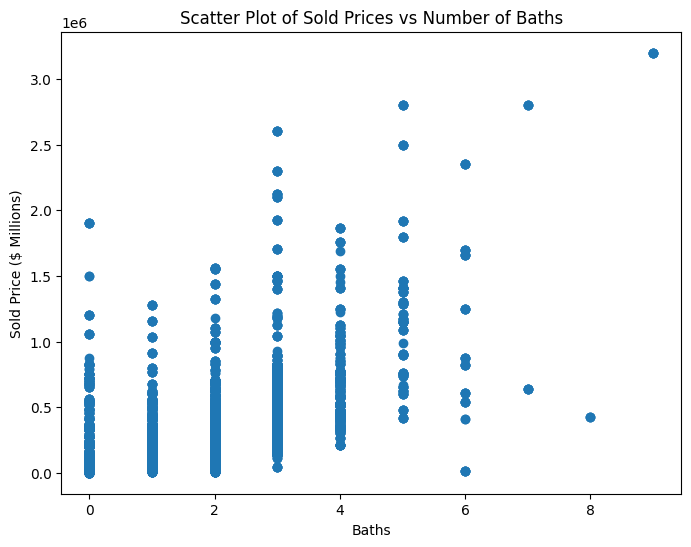 Scatter Plot of Sold Prices vs Number of Baths
1e6
3.0
2.5
2.0
1.5
1.0
0.5
0.0
Sold Price ($ Millions)
0 2 4 6 8
Baths